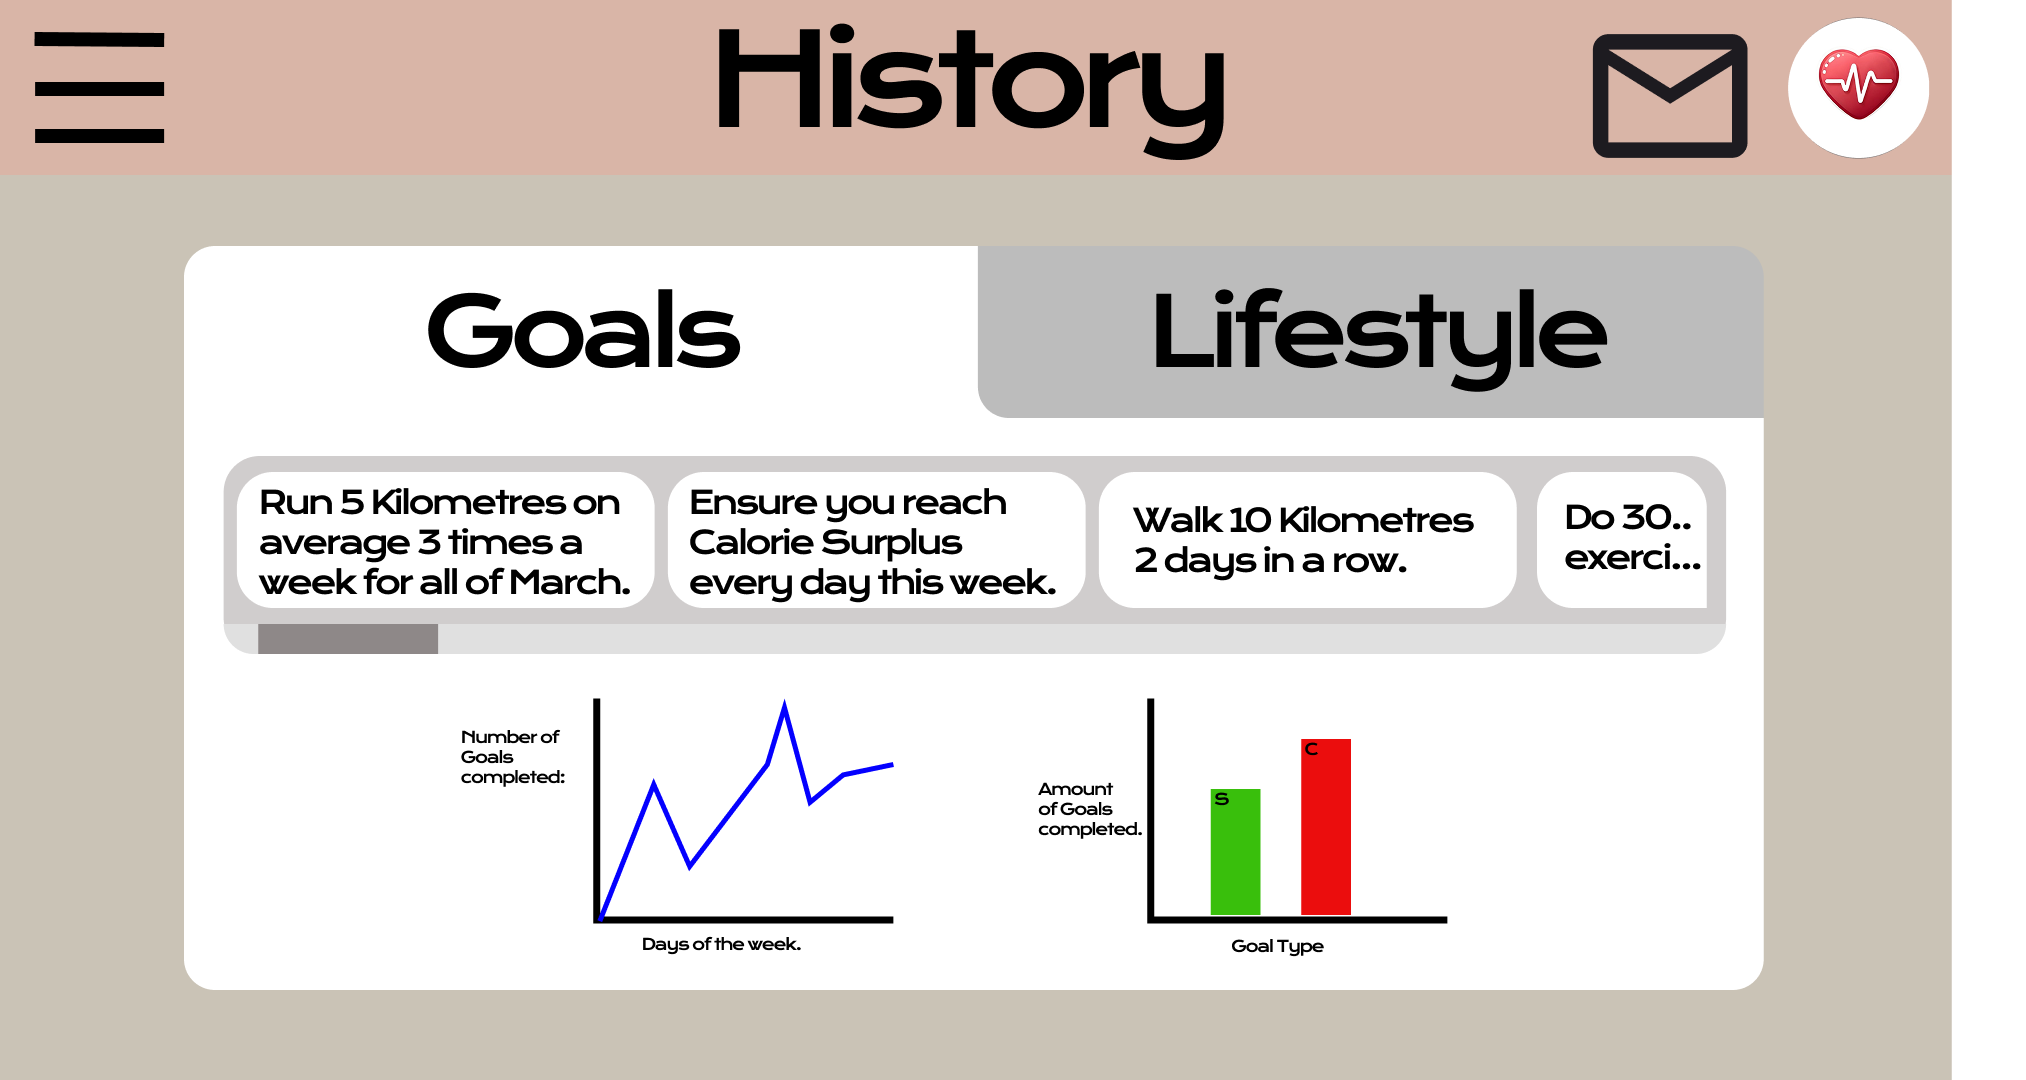 History
Goals
Lifestyle
Run 5 Kilometres on
average 3 times a
week for all of March.
Ensure you reach
Calorie Surplus
every day this week.
Walk 10 Kilometres
2 days in a row.
Do 30..
exerci...
Number of
Goals
completed:
Days of the week.
Amount
of Goals
completed.
S
C
Goal Type